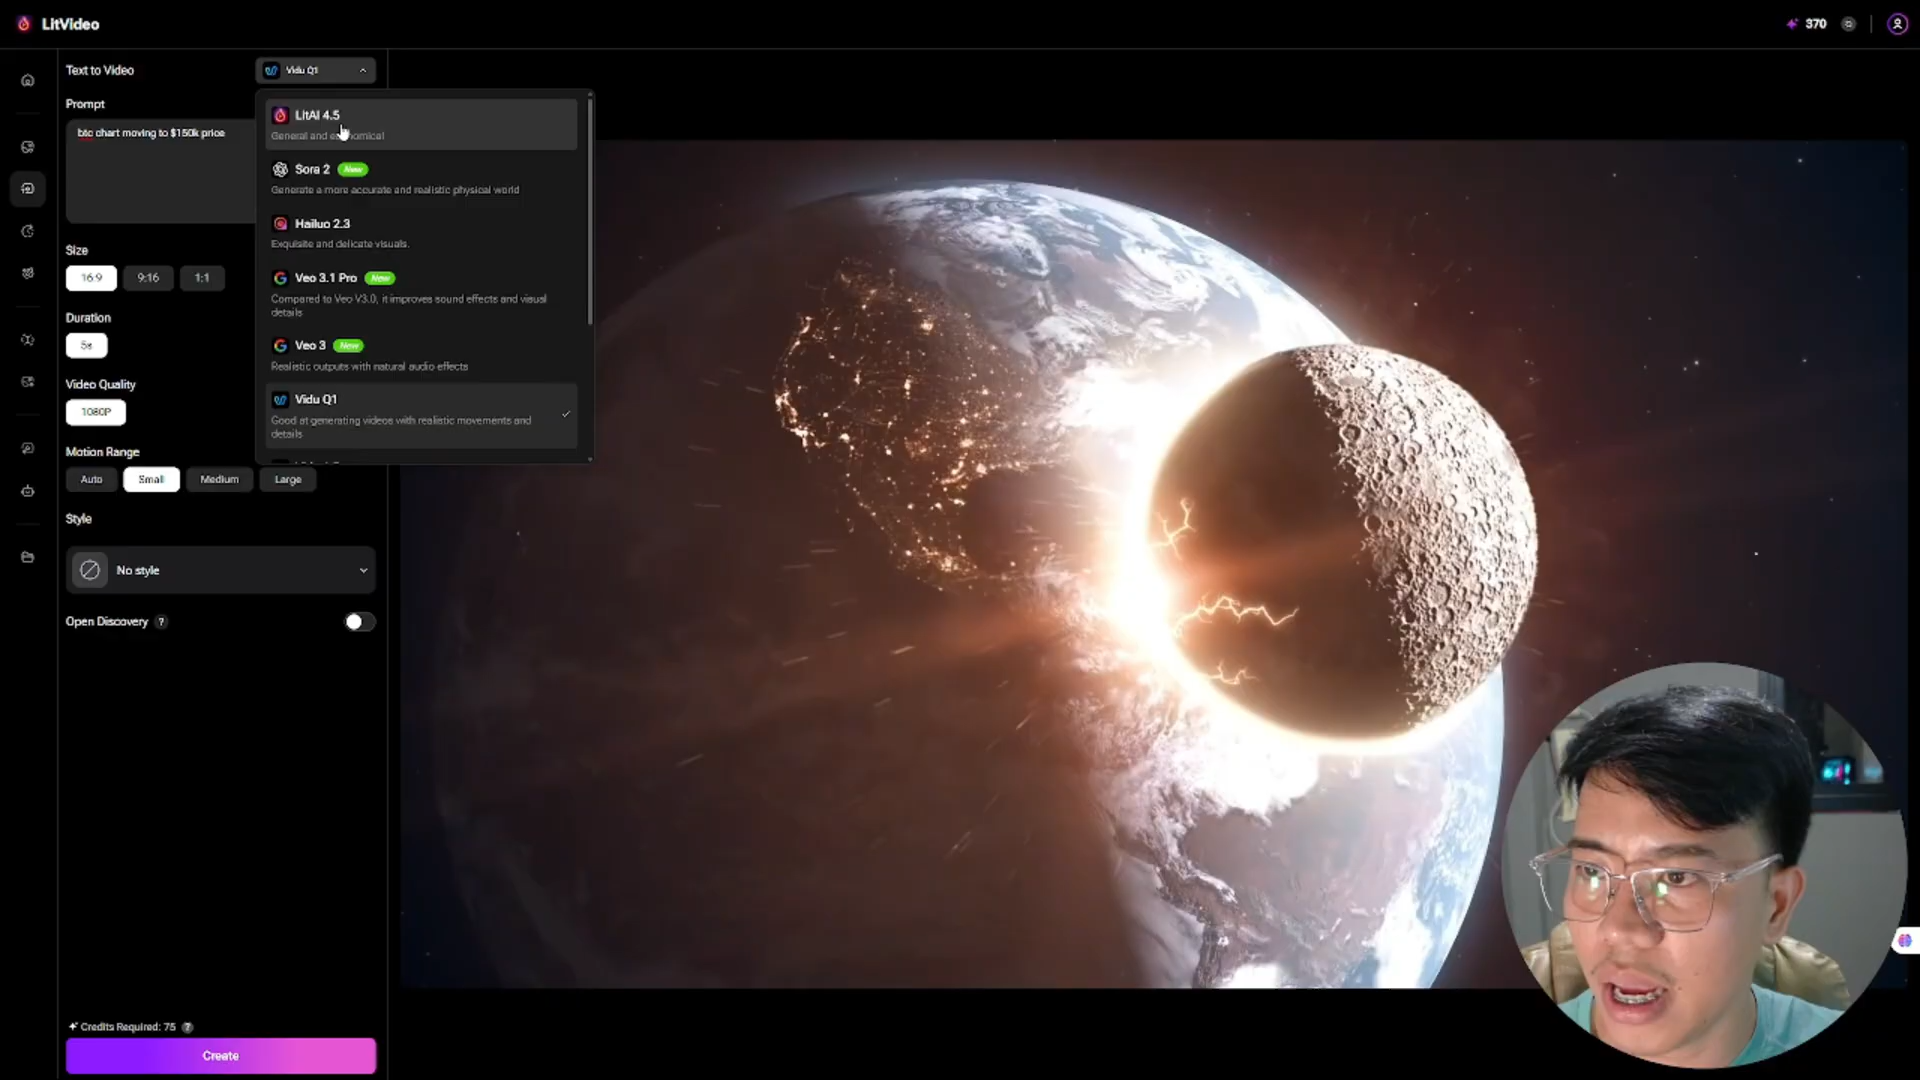 LitVideo
370
Text to Video
Vidu Q1
Prompt
btc chart moving to $150k price
LitAI 4.5
General and economical
Sora 2 New
Generate a more accurate and realistic physical world
Hailuo 2.3
Exquisite and delicate visuals.
Veo 3.1 Pro New
Compared to Veo V3.0, it improves sound effects and visual
details
Veo 3 New
Realistic outputs with natural audio effects
Vidu Q1
Good at generating videos with realistic movements and
details
Size
16:9
9:16
1:1
Duration
5s
Video Quality
1080P
Motion Range
Auto
Small
Medium
Large
Style
No style
Open Discovery ?
Credits Required: 75 ?
Create